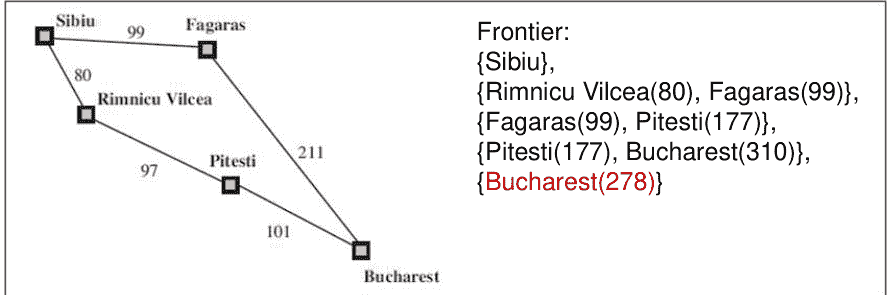 Sibiu
99
Fagaras
80
Rimnicu Vilcea
97
Pitesti
211
101
Bucharest
Frontier:
{Sibiu},
{Rimnicu Vilcea(80), Fagaras(99)},
{Fagaras(99), Pitesti(177)},
{Pitesti(177), Bucharest(310)},
{Bucharest(278)}